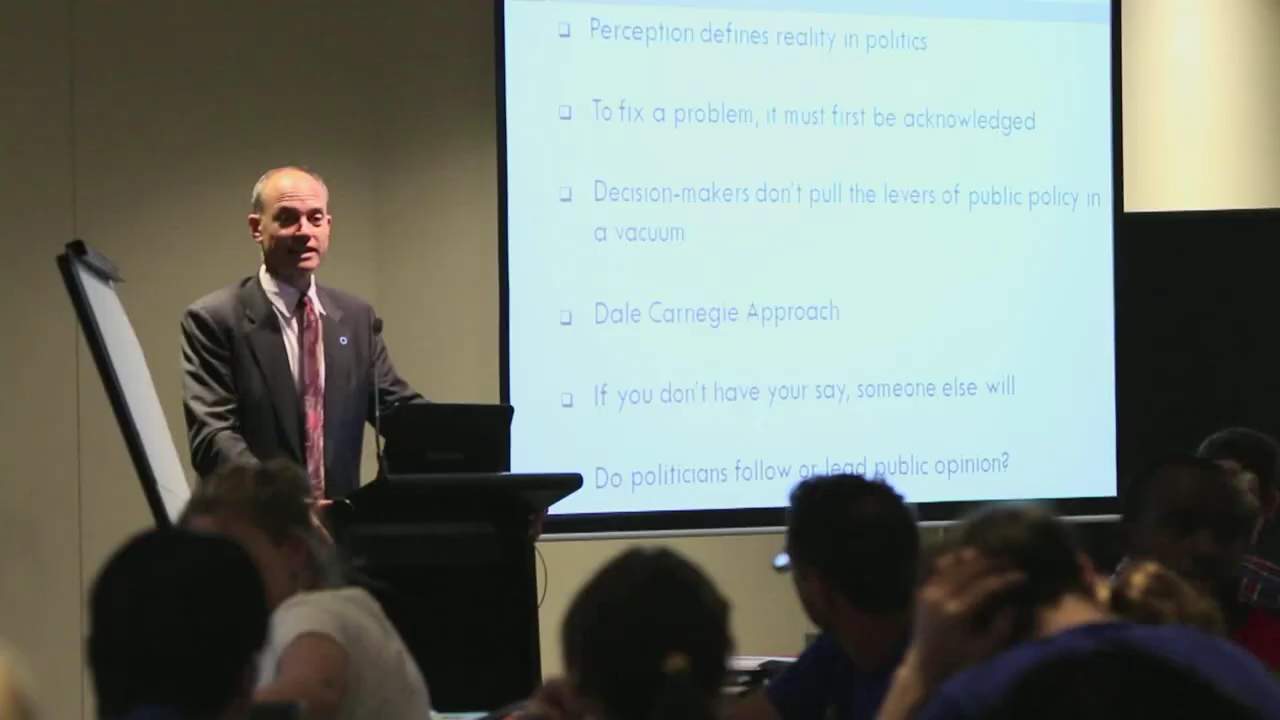 Perception defines reality in politics
To fix a problem, it must first be acknowledged
Decision-makers don't pull the levers of public policy in
a vacuum
Dale Carnegie Approach
If you don't have your say, someone else will
Do politicians follow or lead public opinion?